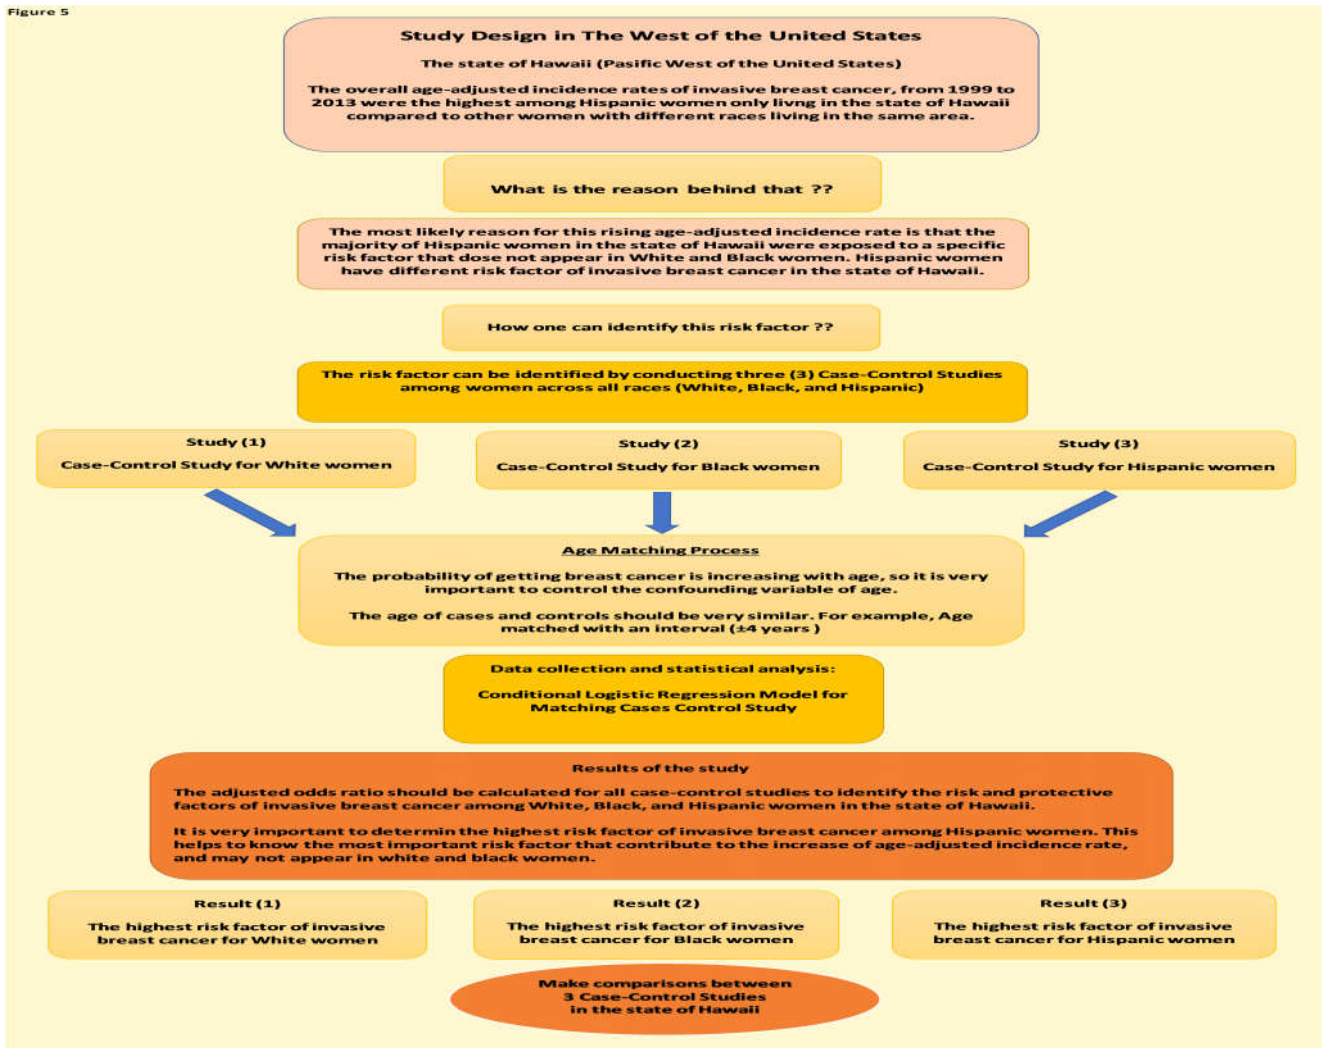 Figure 5
Study Design in The West of the United States
The state of Hawaii (Pasific West of the United States)
The overall age-adjusted incidence rates of invasive breast cancer, from 1999 to
2013 were the highest among Hispanic women only livng in the state of Hawaii
compared to other women with different races living in the same area.
What is the reason behind that ??
The most likely reason for this rising age-adjusted incidence rate is that the
majority of Hispanic women in the state of Hawaii were exposed to a specific
risk factor that dose not appear in White and Black women. Hispanic women
have different risk factor of invasive breast cancer in the state of Hawaii.
How one can identify this risk factor ??
The risk factor can be identified by conducting three (3) Case-Control Studies
among women across all races (White, Black, and Hispanic)
Study (1)
Case-Control Study for White women
Study (2)
Case-Control Study for Black women
Study (3)
Case-Control Study for Hispanic women
Age Matching Process
The probability of getting breast cancer is increasing with age, so it is very
important to control the confounding variable of age.
The age of cases and controls should be very similar. For example, Age
matched with an interval (±4 years )
Data collection and statistical analysis:
Conditional Logistic Regression Model for
Matching Cases Control Study
Results of the study
The adjusted odds ratio should be calculated for all case-control studies to identify the risk and protective
factors of invasive breast cancer among White, Black, and Hispanic women in the state of Hawaii.
It is very important to determin the highest risk factor of invasive breast cancer among Hispanic women. This
helps to know the most important risk factor that contribute to the increase of age-adjusted incidence rate,
and may not appear in white and black women.
Result (1)
The highest risk factor of invasive
breast cancer for White women
Result (2)
The highest risk factor of invasive
breast cancer for Black women
Result (3)
The highest risk factor of invasive
breast cancer for Hispanic women
Make comparisons between
3 Case-Control Studies
in the state of Hawaii